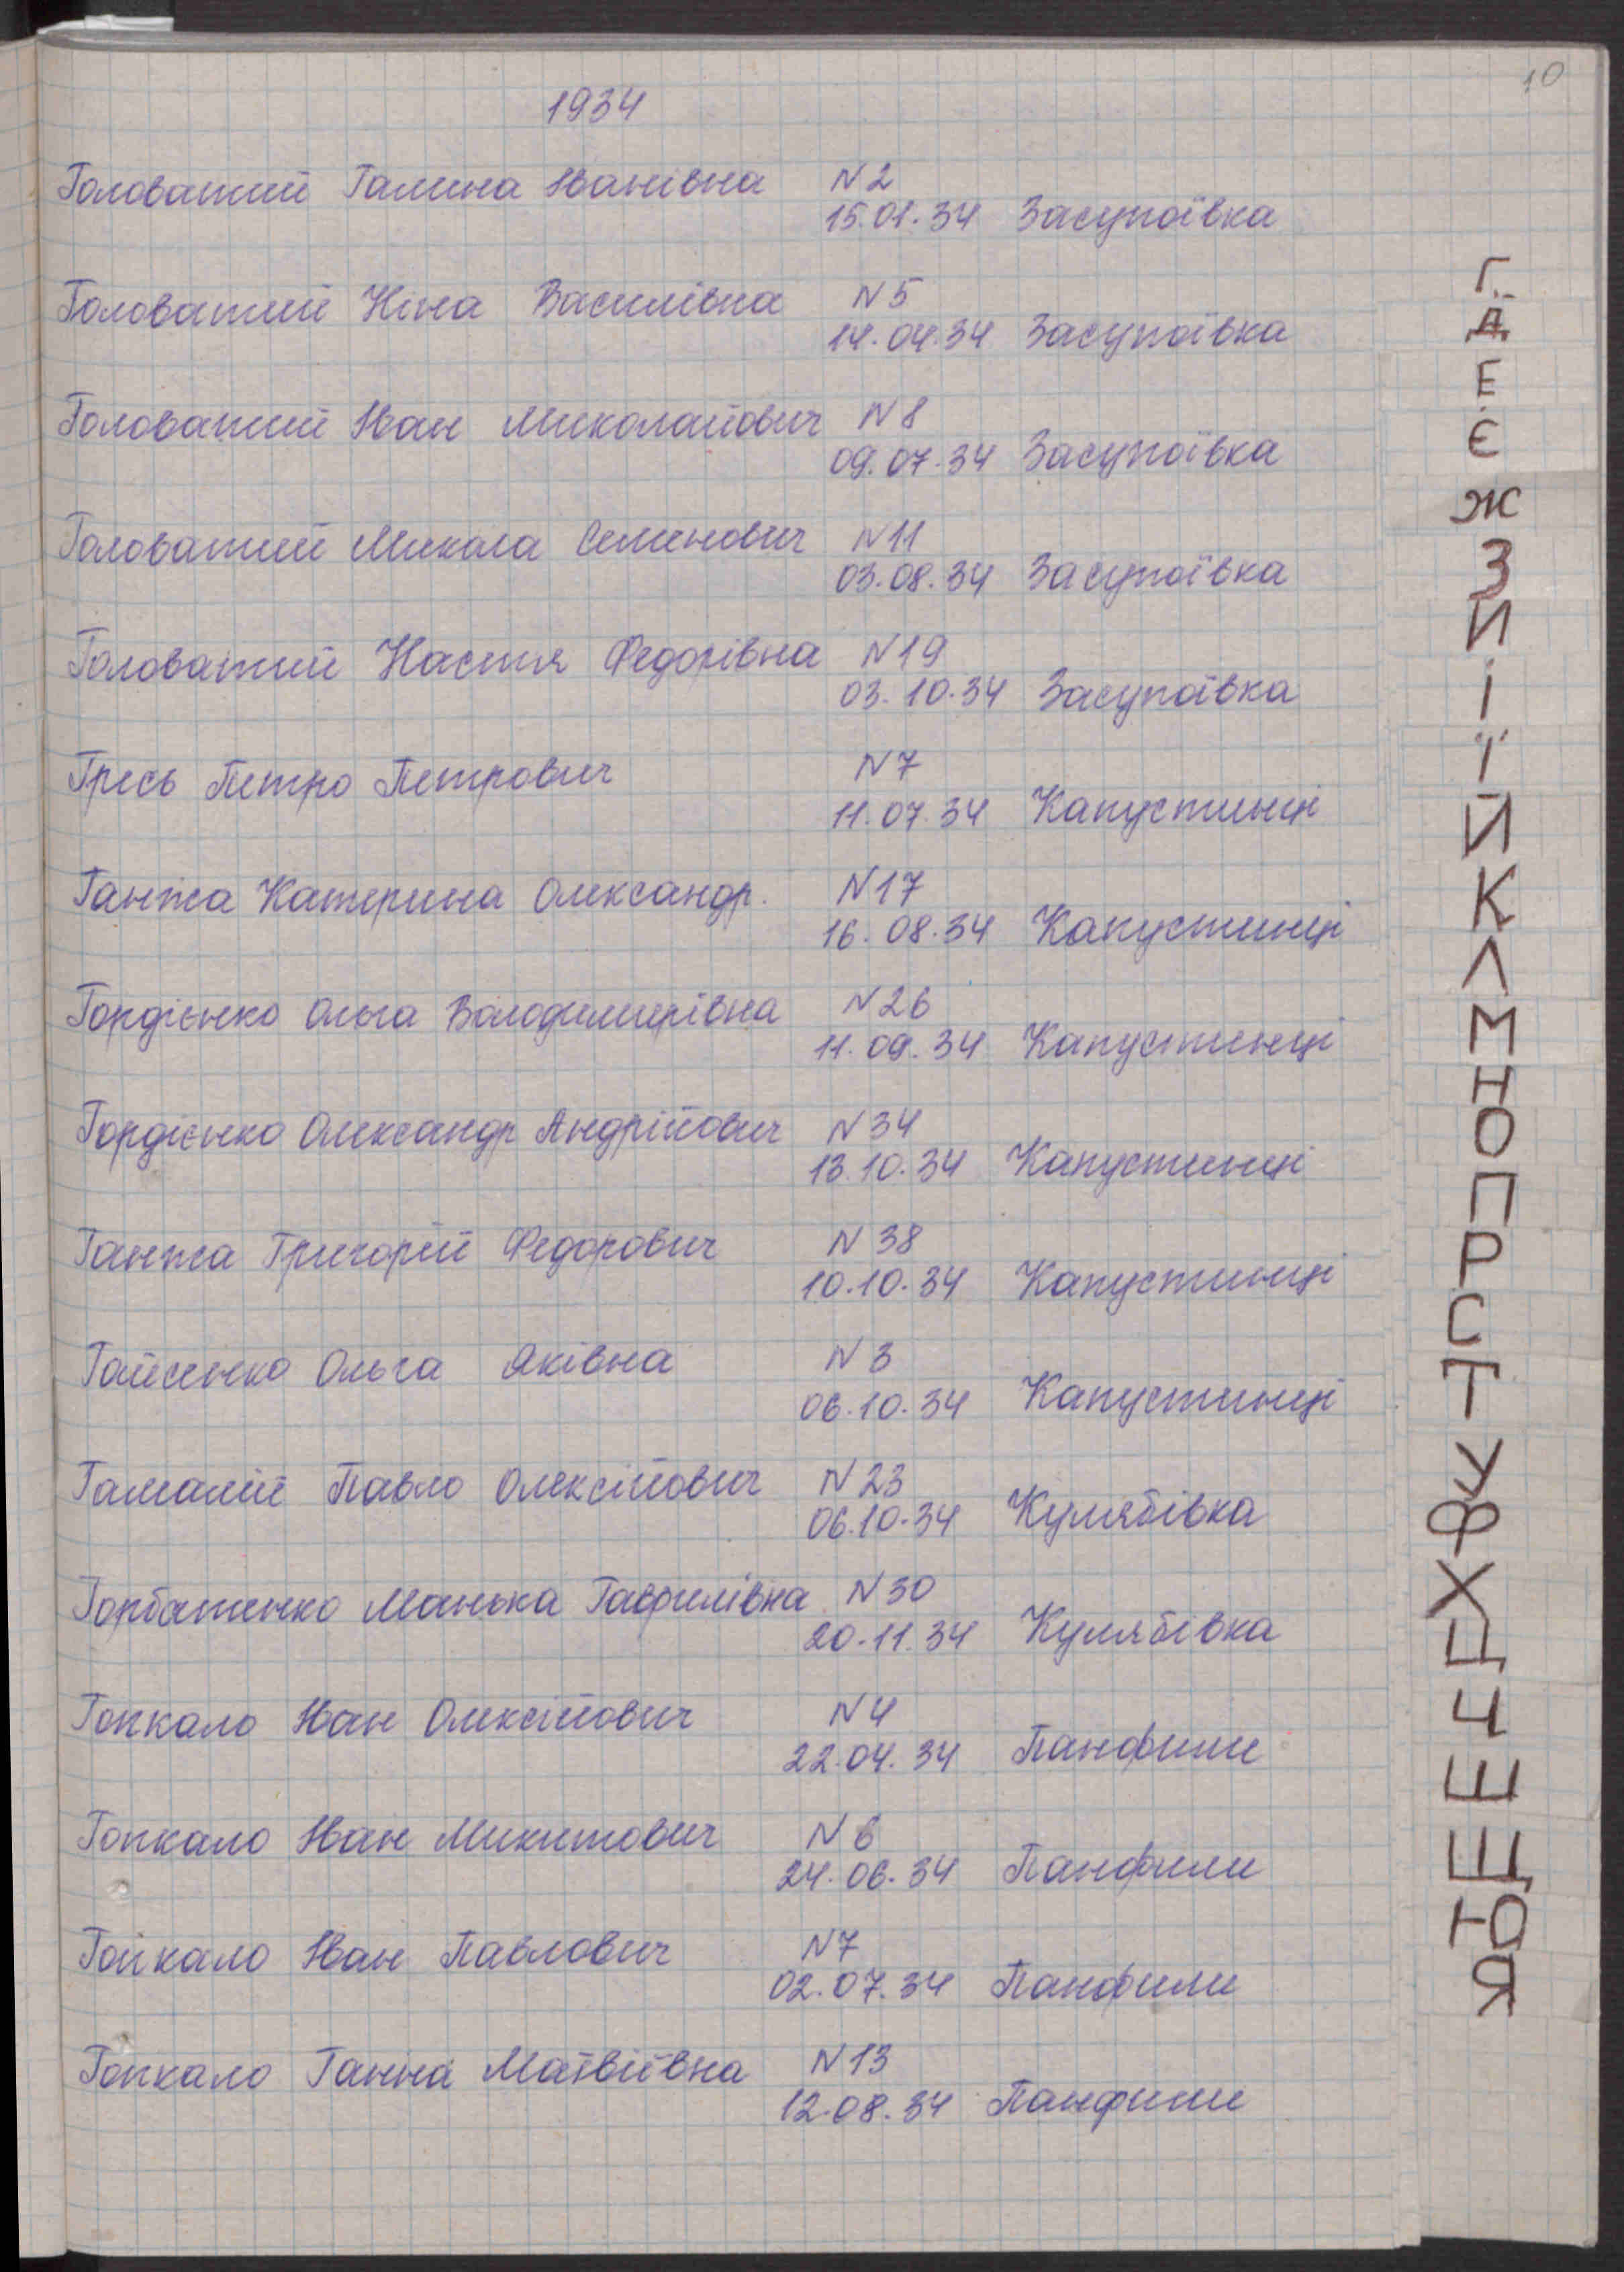 10
1934
Головатий Галина Іванівна N2
15.01.34 Засупоївка
Головатий Ніна Василівна N5
14.04.34 Засупоївка
Головатий Іван Миколайович N8
09.07.34 Засупоївка
Головатий Микола Семенович N11
03.08.34 Засупоївка
Головатий Настя Федорівна N19
03.10.34 Засупоївка
Гресь Петро Петрович N7
11.07.34 Капустинці
Ганжа Катерина Олександр. N17
16.08.34 Капустинці
Гордієнко Ольга Володимирівна N26
11.09.34 Капустинці
Гордієнко Олександр Андрійович N34
13.10.34 Капустинці
Ганжа Григорій Федорович N38
10.10.34 Капустинці
Гайсенко Ольга Яківна N3
06.10.34 Капустинці
Гамалій Павло Олексійович N23
06.10.34 Кулябівка
Горбатенко Манька Гаврилівна N30
20.11.34 Кулябівка
Гопкало Іван Олексійович N4
22.04.34 Панфили
Гопкало Іван Микитович N6
24.06.34 Панфили
Гопкало Іван Павлович N7
02.07.34 Панфили
Гопкало Ганна Матвіївна N13
12.08.34 Панфили
Г
Д
Е
Є
Ж
З
И
І
Ї
Й
К
Л
М
Н
О
П
Р
С
Т
У
Ф
Х
Ц
Ч
Ш
Щ
Ю
Я